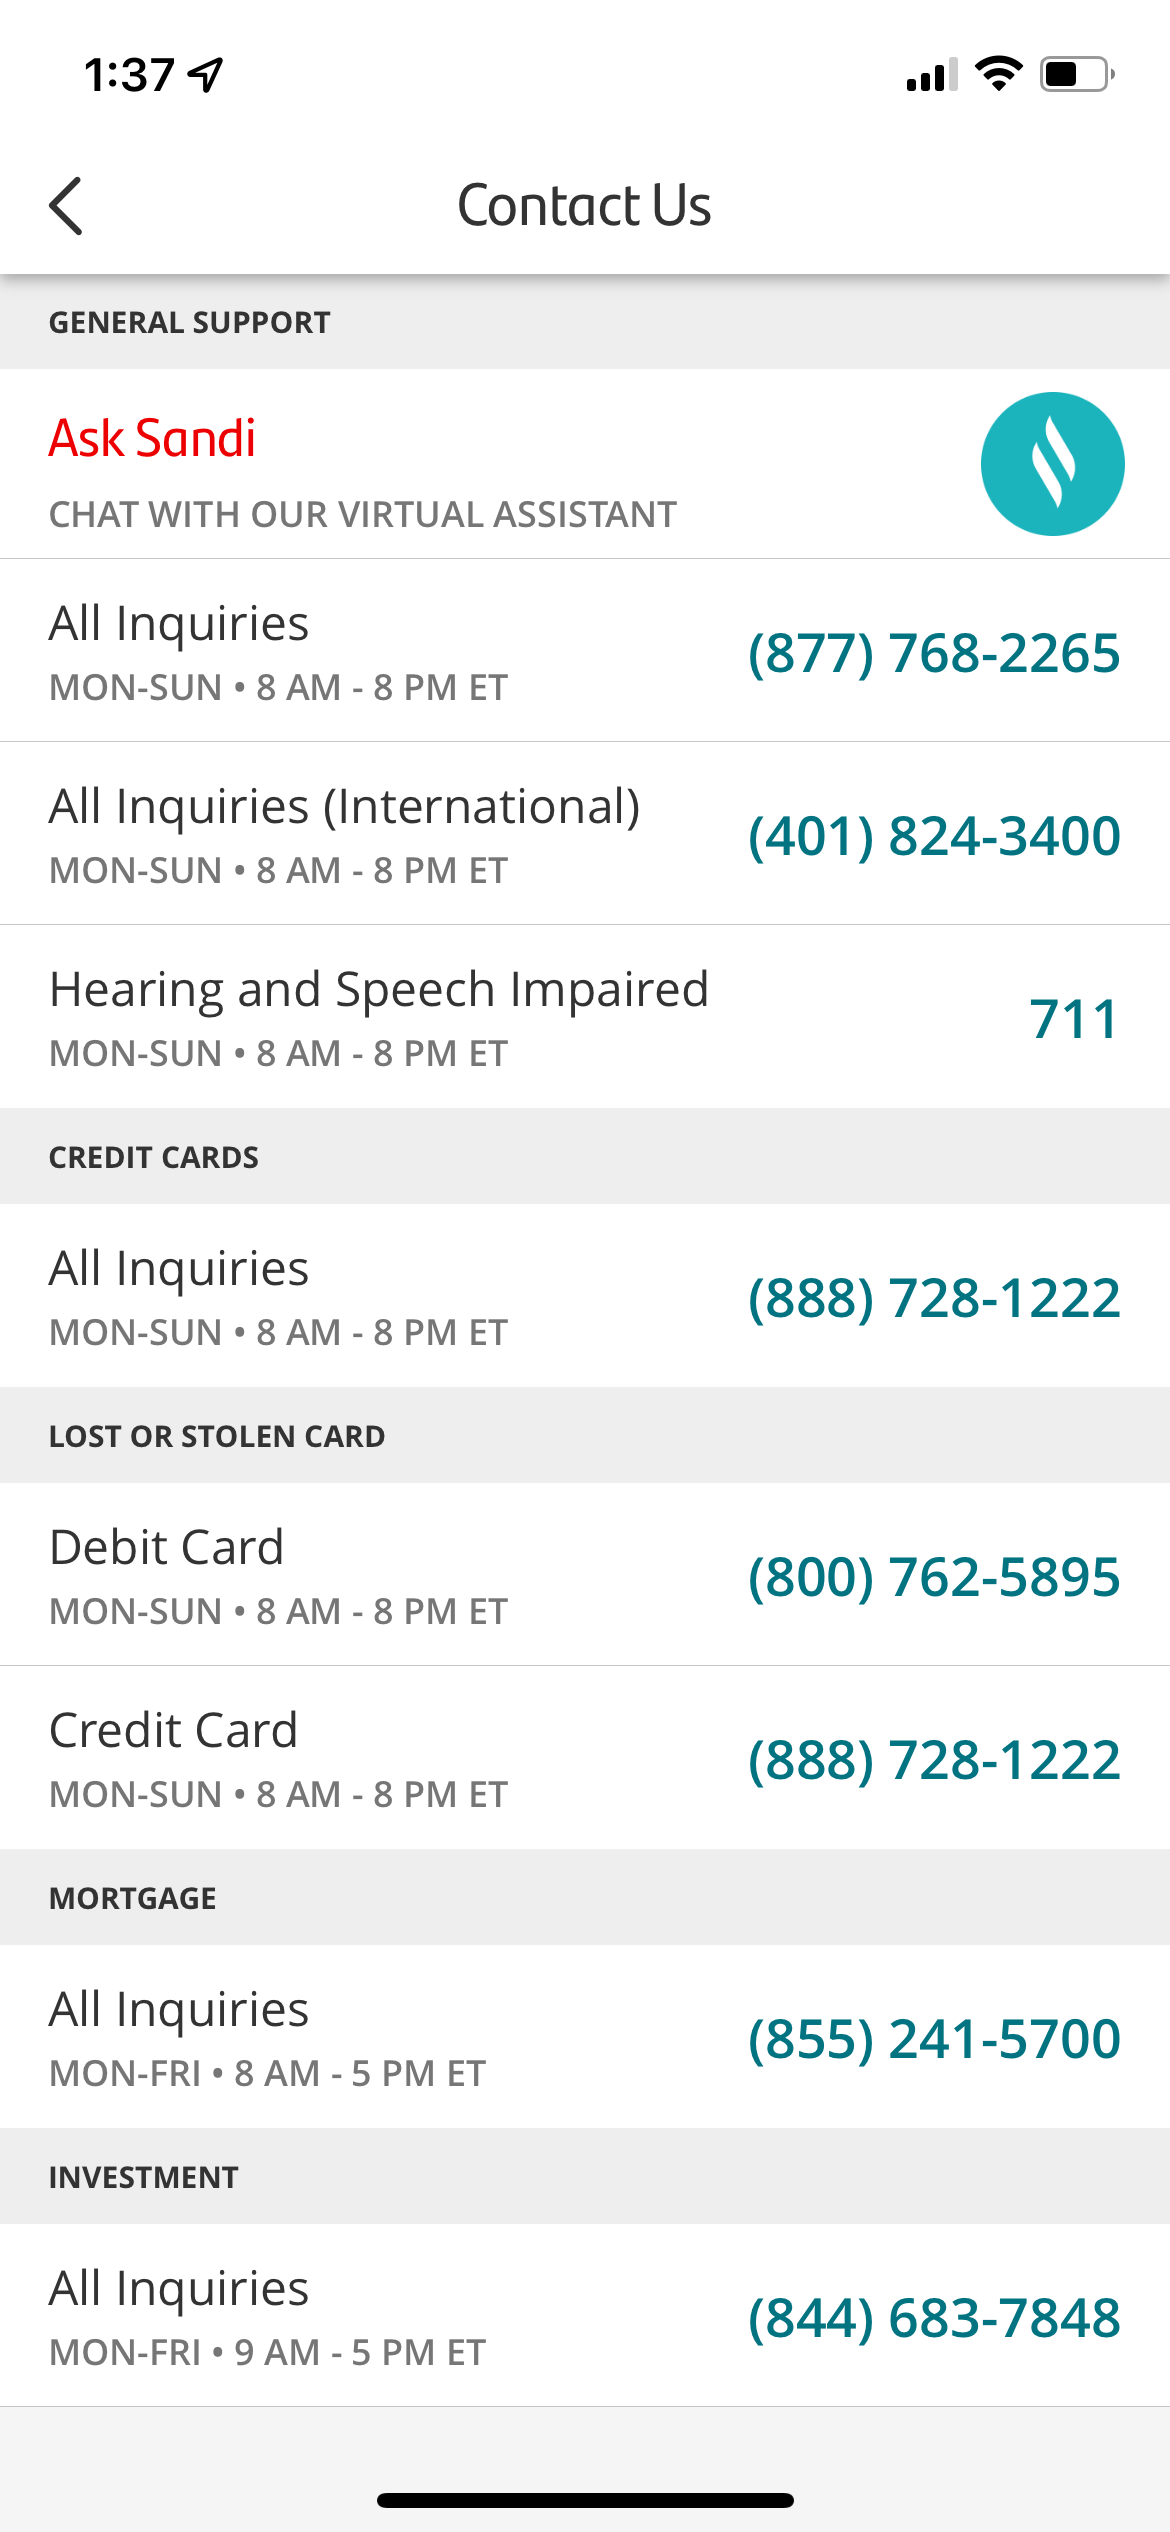 1:37
Contact Us
GENERAL SUPPORT
Ask Sandi
CHAT WITH OUR VIRTUAL ASSISTANT
All Inquiries
MON-SUN • 8 AM - 8 PM ET
(877) 768-2265
All Inquiries (International)
MON-SUN • 8 AM - 8 PM ET
(401) 824-3400
Hearing and Speech Impaired
MON-SUN • 8 AM - 8 PM ET
711
CREDIT CARDS
All Inquiries
MON-SUN • 8 AM - 8 PM ET
(888) 728-1222
LOST OR STOLEN CARD
Debit Card
MON-SUN • 8 AM - 8 PM ET
(800) 762-5895
Credit Card
MON-SUN • 8 AM - 8 PM ET
(888) 728-1222
MORTGAGE
All Inquiries
MON-FRI • 8 AM - 5 PM ET
(855) 241-5700
INVESTMENT
All Inquiries
MON-FRI • 9 AM - 5 PM ET
(844) 683-7848